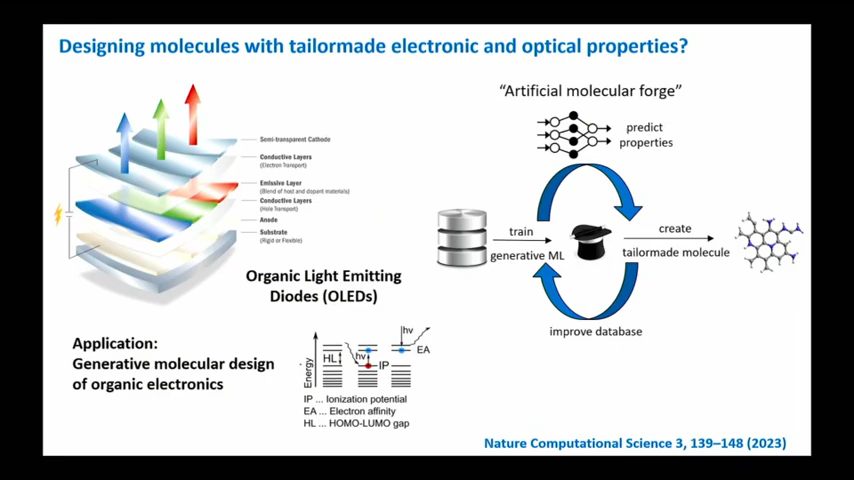 Designing molecules with tailormade electronic and optical properties?
Semi-transparent Cathode
Conductive Layers
(Electron Transport)
Emissive Layer
(Blend of host and dopant materials)
Conductive Layers
(Hole Transport)
Anode
Substrate
(Rigid or Flexible)
Organic Light Emitting
Diodes (OLEDs)
Application:
Generative molecular design
of organic electronics
Energy
HL
hν
IP
hν
EA
IP ... Ionization potential
EA ... Electron affinity
HL ... HOMO-LUMO gap
“Artificial molecular forge”
predict
properties
train
generative ML
create
tailormade molecule
improve database
Nature Computational Science 3, 139–148 (2023)